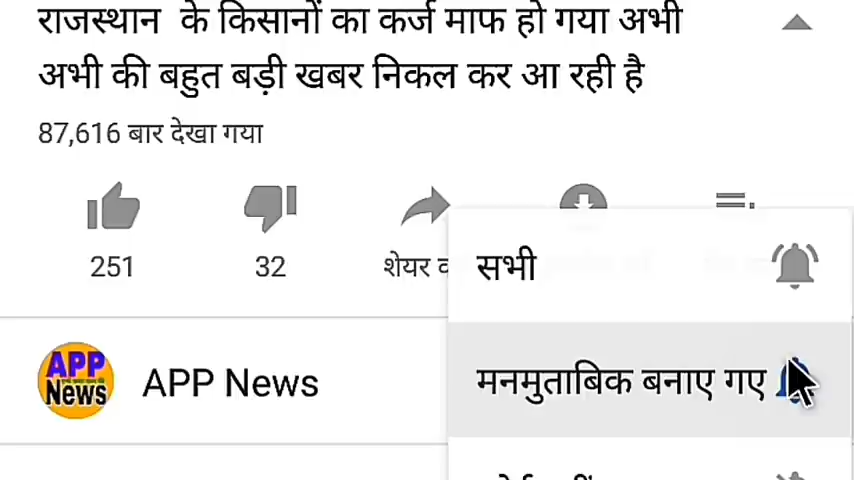 राजस्थान के किसानों का कर्ज माफ हो गया अभी
अभी की बहुत बड़ी खबर निकल कर आ रही है
87,616 बार देखा गया
251
32
शेयर
सभी
APP
News
APP News
मनमुताबिक बनाए गए